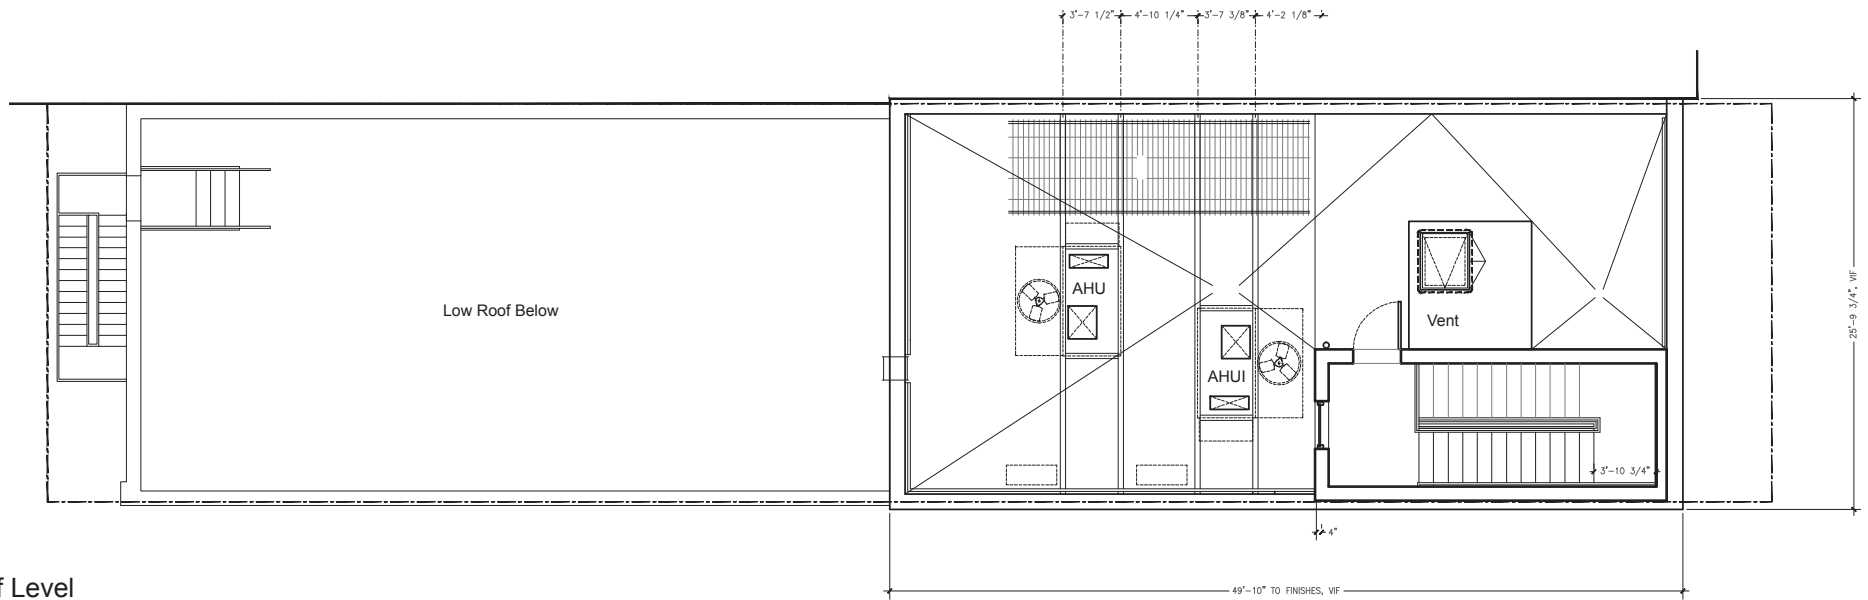 3'-7 1/2" 4'-10 1/4" 3'-7 3/8" 4'-2 1/8"
AHU
Low Roof Below
Vent
25'-9 3/4", VIF
AHUI
3'-10 3/4"
4"
f Level
49'-10" TO FINISHES, VIF